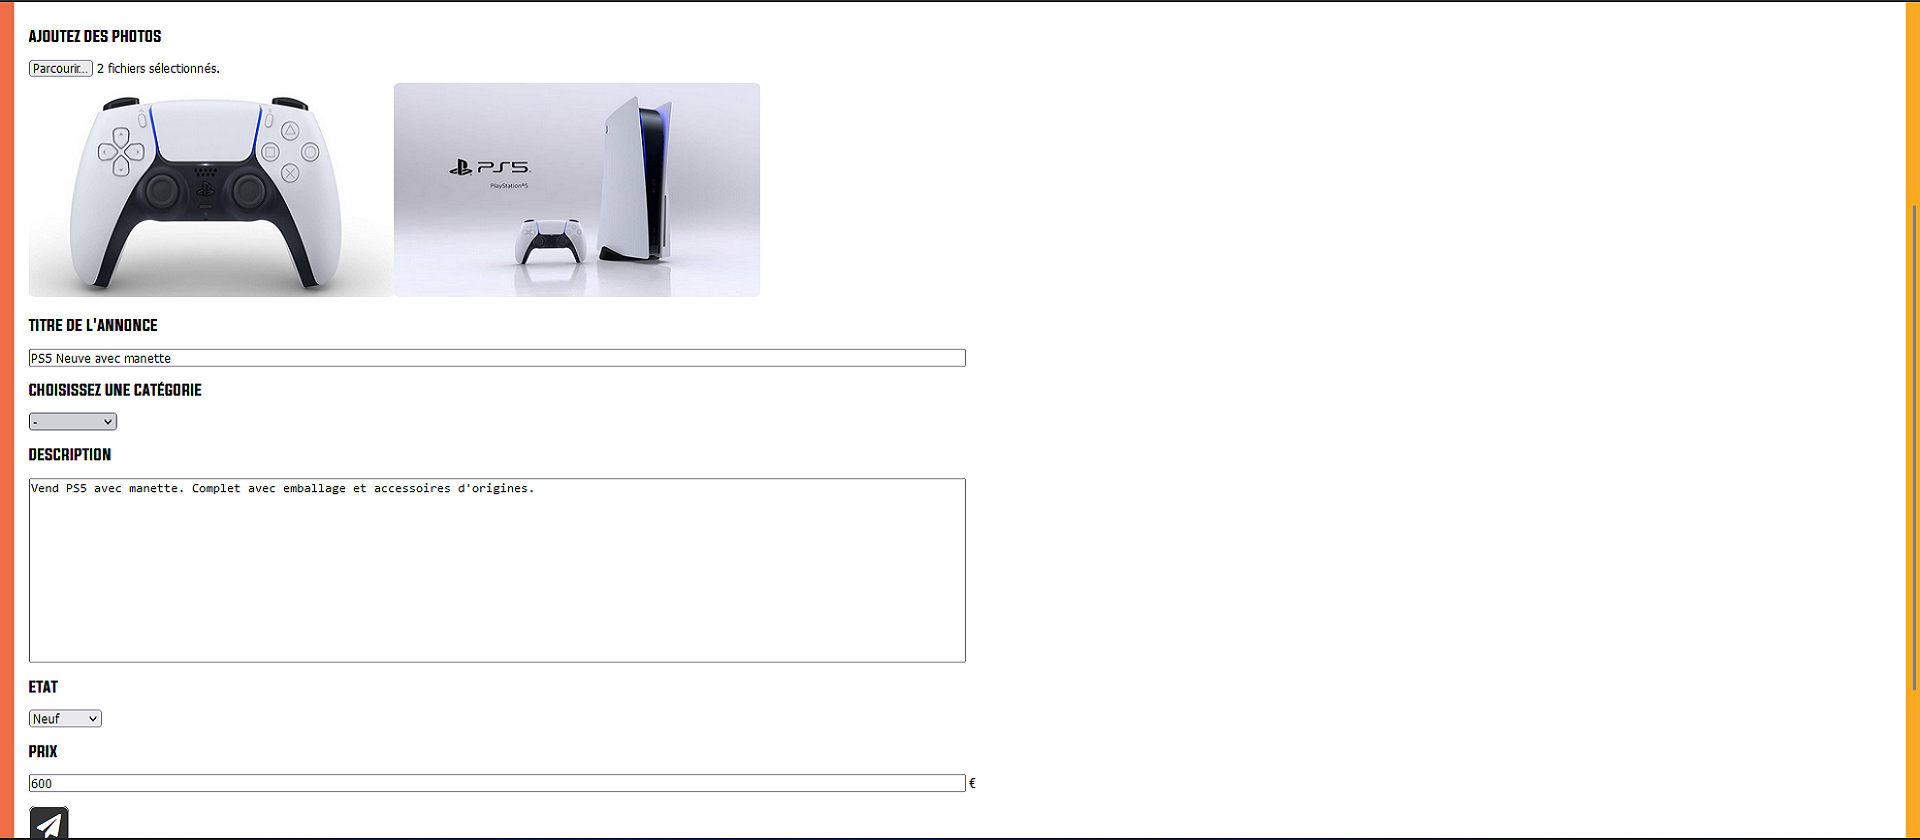 AJOUTEZ DES PHOTOS
Parcourir... 2 fichiers sélectionnés.
PS5
PlayStation®5
TITRE DE L'ANNONCE
PS5 Neuve avec manette
CHOISISSEZ UNE CATÉGORIE
-
DESCRIPTION
Vend PS5 avec manette. Complet avec emballage et accessoires d'origines.
ETAT
Neuf
PRIX
600 €